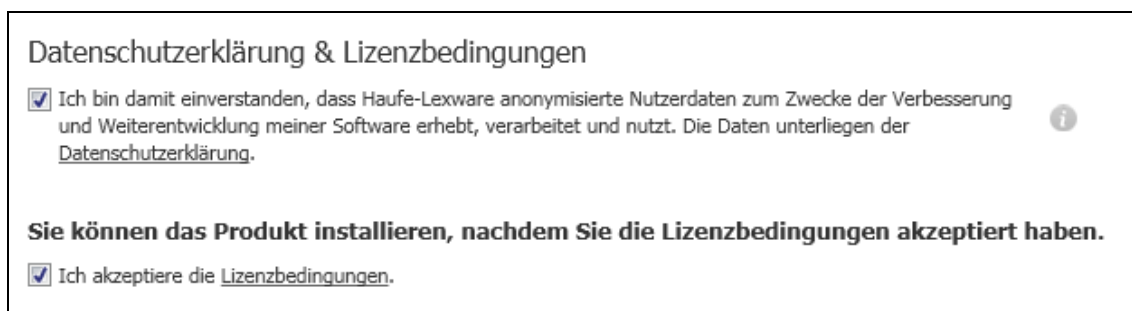 Datenschutzerklärung & Lizenzbedingungen
Ich bin damit einverstanden, dass Haufe-Lexware anonymisierte Nutzerdaten zum Zwecke der Verbesserung
und Weiterentwicklung meiner Software erhebt, verarbeitet und nutzt. Die Daten unterliegen der
Datenschutzerklärung.
Sie können das Produkt installieren, nachdem Sie die Lizenzbedingungen akzeptiert haben.
Ich akzeptiere die Lizenzbedingungen.